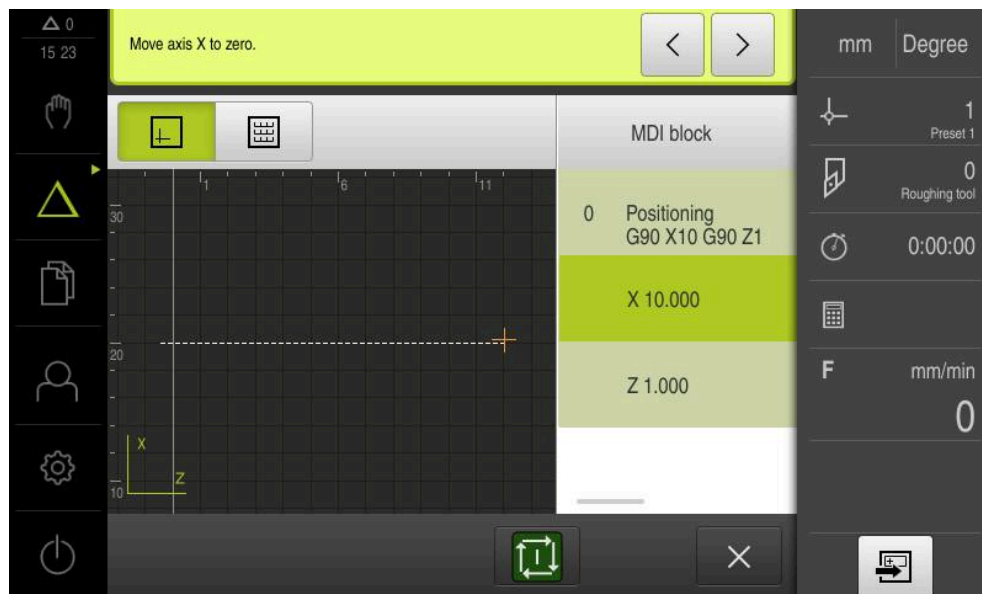 0
15 23
Move axis X to zero.
mm
Degree
1
Preset 1
MDI block
0
Roughing tool
1
6
11
30
0 Positioning
G90 X10 G90 Z1
0:00:00
X 10.000
20
Z 1.000
F
mm/min
0
X
Z
10